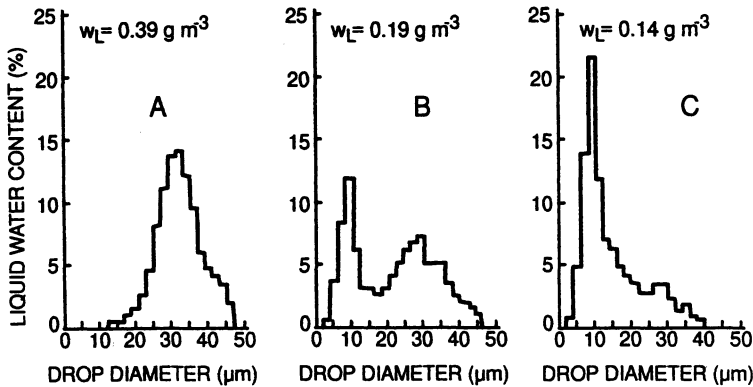 LIQUID WATER CONTENT (%)
25
20
15
10
5
0
w_L= 0.39 g m⁻³
A
0 10 20 30 40 50
DROP DIAMETER (µm)
25
20
15
10
5
0
w_L= 0.19 g m⁻³
B
0 10 20 30 40 50
DROP DIAMETER (µm)
25
20
15
10
5
0
w_L= 0.14 g m⁻³
C
0 10 20 30 40 50
DROP DIAMETER (µm)